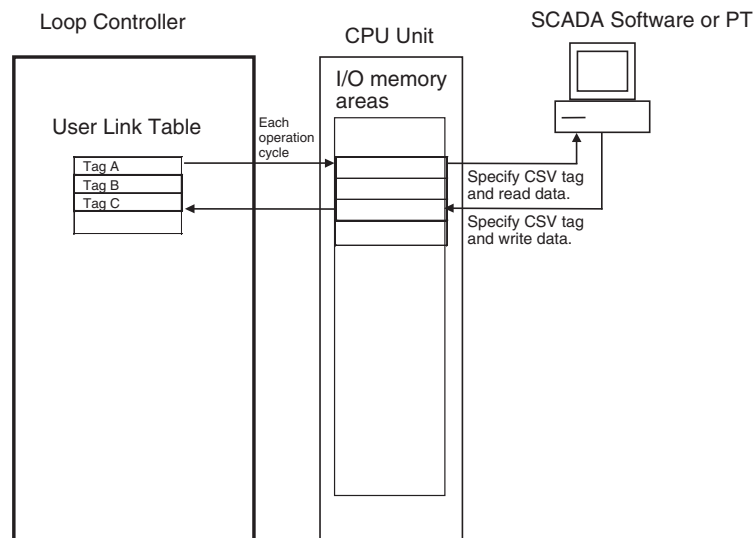 Loop Controller
CPU Unit
SCADA Software or PT
I/O memory
areas
User Link Table
Each
operation
cycle
Tag A
Tag B
Tag C
Specify CSV tag
and read data.
Specify CSV tag
and write data.